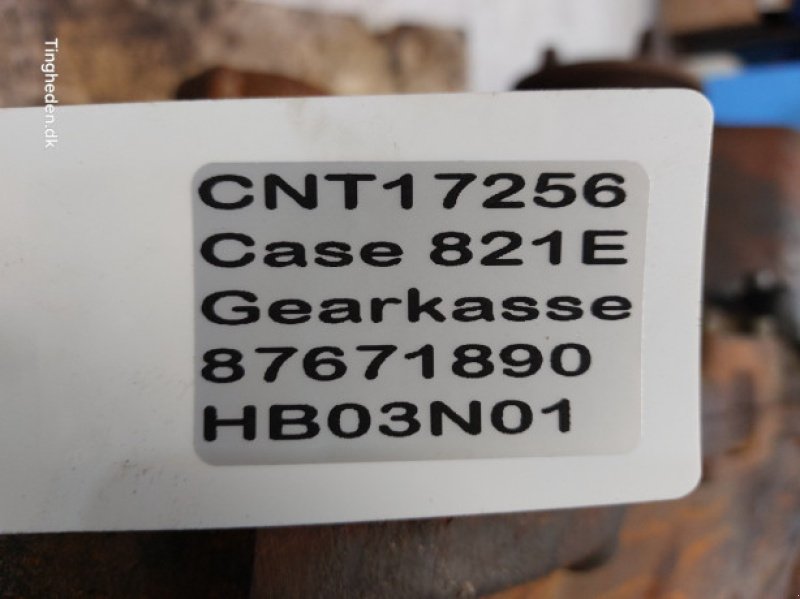 Tingheden.dk
CNT17256
Case 821E
Gearkasse
87671890
HB03N01